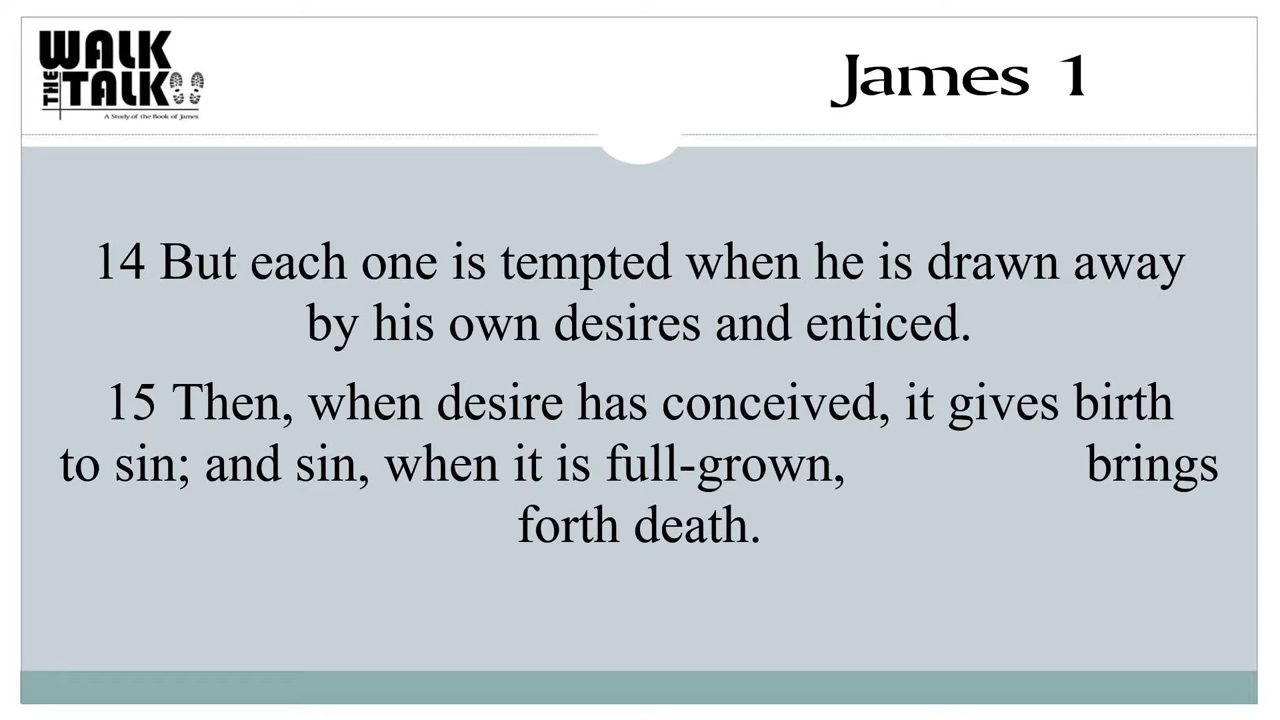 WALK
THE TALK
A Study of the Book of James
James 1
14 But each one is tempted when he is drawn away
by his own desires and enticed.
15 Then, when desire has conceived, it gives birth
to sin; and sin, when it is full-grown, brings
forth death.